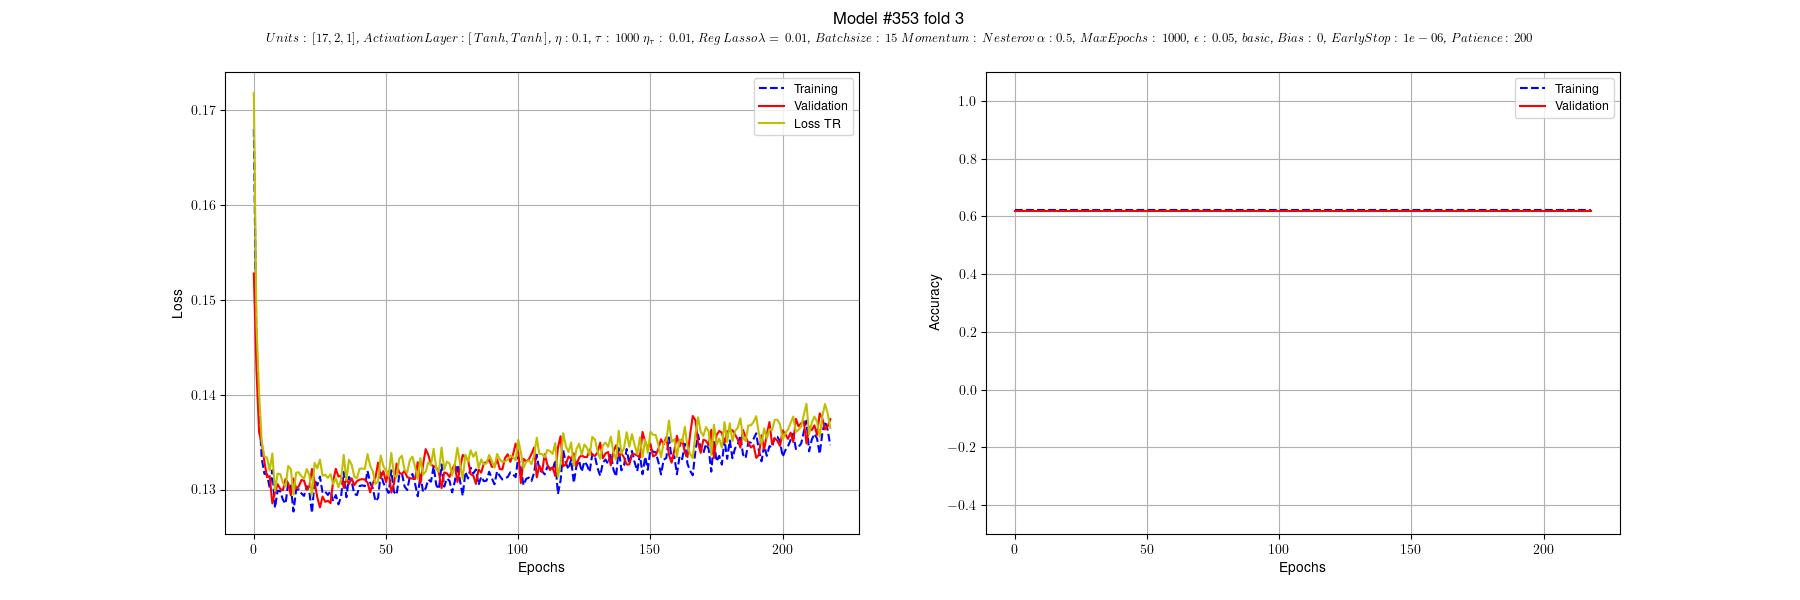 Model #353 fold 3
Units : [17, 2, 1], ActivationLayer : [Tanh, Tanh], η : 0.1, τ : 1000 ητ : 0.01, Reg Lasso λ = 0.01, Batchsize : 15 Momentum : Nesterov α : 0.5, MaxEpochs : 1000, ϵ : 0.05, basic, Bias : 0, EarlyStop : 1e − 06, Patience : 200
Training
Validation
Loss TR
0.17
0.16
0.15
0.14
0.13
Loss
0
50
100
150
200
Epochs
Training
Validation
1.0
0.8
0.6
0.4
0.2
0.0
−0.2
−0.4
Accuracy
0
50
100
150
200
Epochs